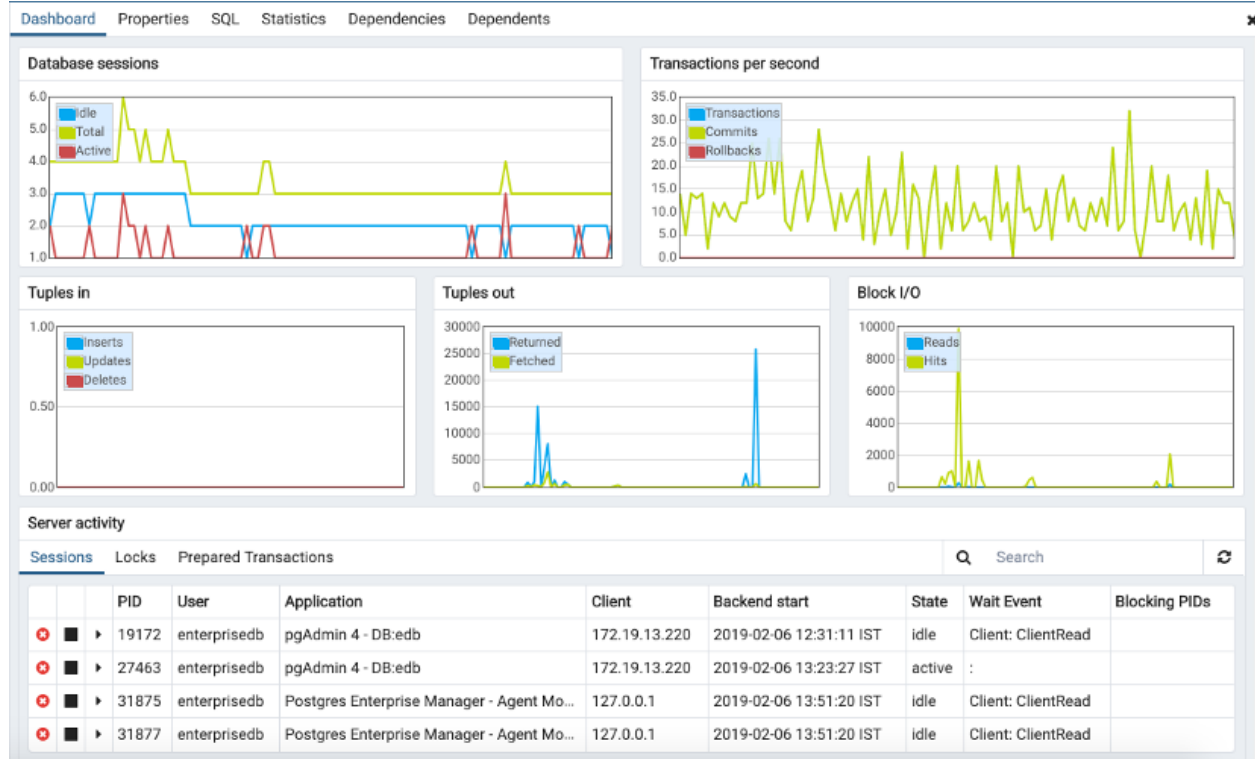 Dashboard Properties SQL Statistics Dependencies Dependents
Database sessions
6.0
5.0
4.0
3.0
2.0
1.0
Idle
Total
Active
Transactions per second
35.0
30.0
25.0
20.0
15.0
10.0
5.0
0.0
Transactions
Commits
Rollbacks
Tuples in
1.00
0.50
0.00
Inserts
Updates
Deletes
Tuples out
30000
25000
20000
15000
10000
5000
0
Returned
Fetched
Block I/O
10000
8000
6000
4000
2000
0
Reads
Hits
Server activity
Sessions Locks Prepared Transactions Search
PID User Application Client Backend start State Wait Event Blocking PIDs
19172 enterprisedb pgAdmin 4 - DB:edb 172.19.13.220 2019-02-06 12:31:11 IST idle Client: ClientRead
27463 enterprisedb pgAdmin 4 - DB:edb 172.19.13.220 2019-02-06 13:23:27 IST active :
31875 enterprisedb Postgres Enterprise Manager - Agent Mo... 127.0.0.1 2019-02-06 13:51:20 IST idle Client: ClientRead
31877 enterprisedb Postgres Enterprise Manager - Agent Mo... 127.0.0.1 2019-02-06 13:51:20 IST idle Client: ClientRead